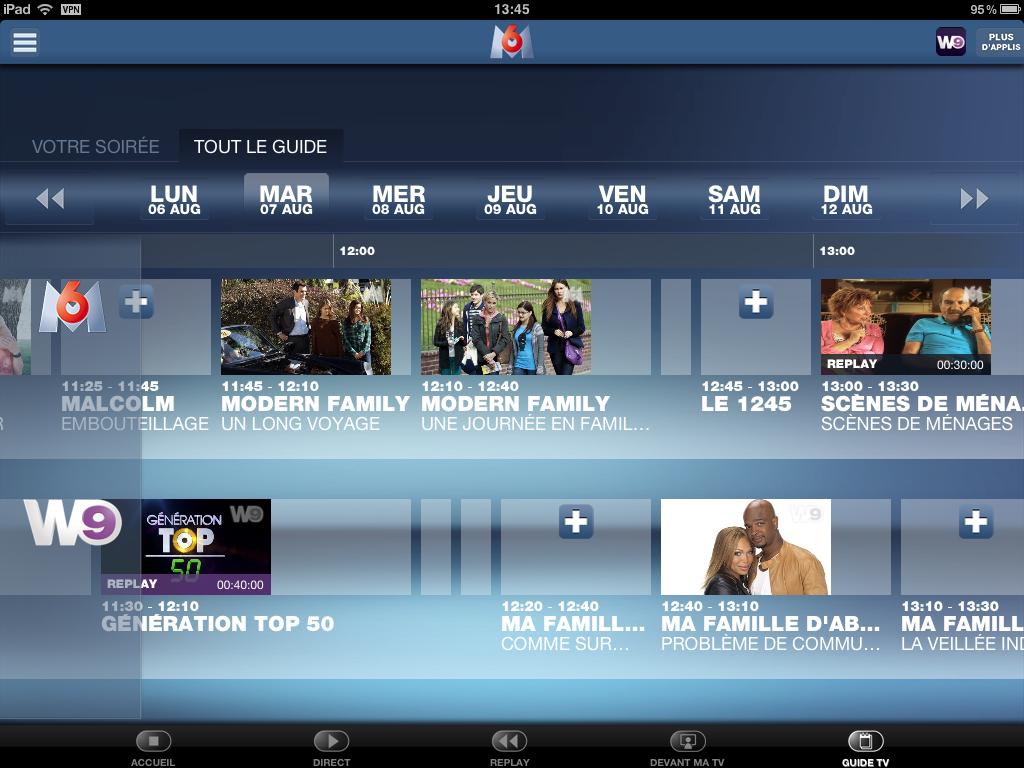 iPad VPN 13:45 95 %
M6 W9 PLUS D'APPLIS
VOTRE SOIRÉE TOUT LE GUIDE
LUN MAR MER JEU VEN SAM DIM
06 AUG 07 AUG 08 AUG 09 AUG 10 AUG 11 AUG 12 AUG
12:00 13:00
M6
REPLAY 00:30:00
11:25 - 11:45 11:45 - 12:10 12:10 - 12:40 12:45 - 13:00 13:00 - 13:30
MALCOLM MODERN FAMILY MODERN FAMILY LE 1245 SCÈNES DE MÉNA...
R EMBOUTEILLAGE UN LONG VOYAGE UNE JOURNÉE EN FAMIL... SCÈNES DE MÉNAGES
W9 GÉNÉRATION TOP 50 W9 W9
REPLAY 00:40:00
11:30 - 12:10 12:20 - 12:40 12:40 - 13:10 13:10 - 13:30
GÉNÉRATION TOP 50 MA FAMILL... MA FAMILLE D'AB... MA FAMILL
COMME SUR... PROBLÈME DE COMMU... LA VEILLÉE IND
ACCUEIL DIRECT REPLAY DEVANT MA TV GUIDE TV